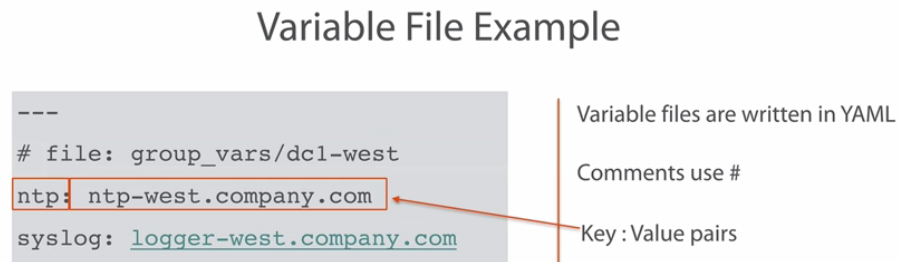 Variable File Example
---
# file: group_vars/dc1-west
ntp: ntp-west.company.com
syslog: logger-west.company.com
Variable files are written in YAML
Comments use #
Key : Value pairs